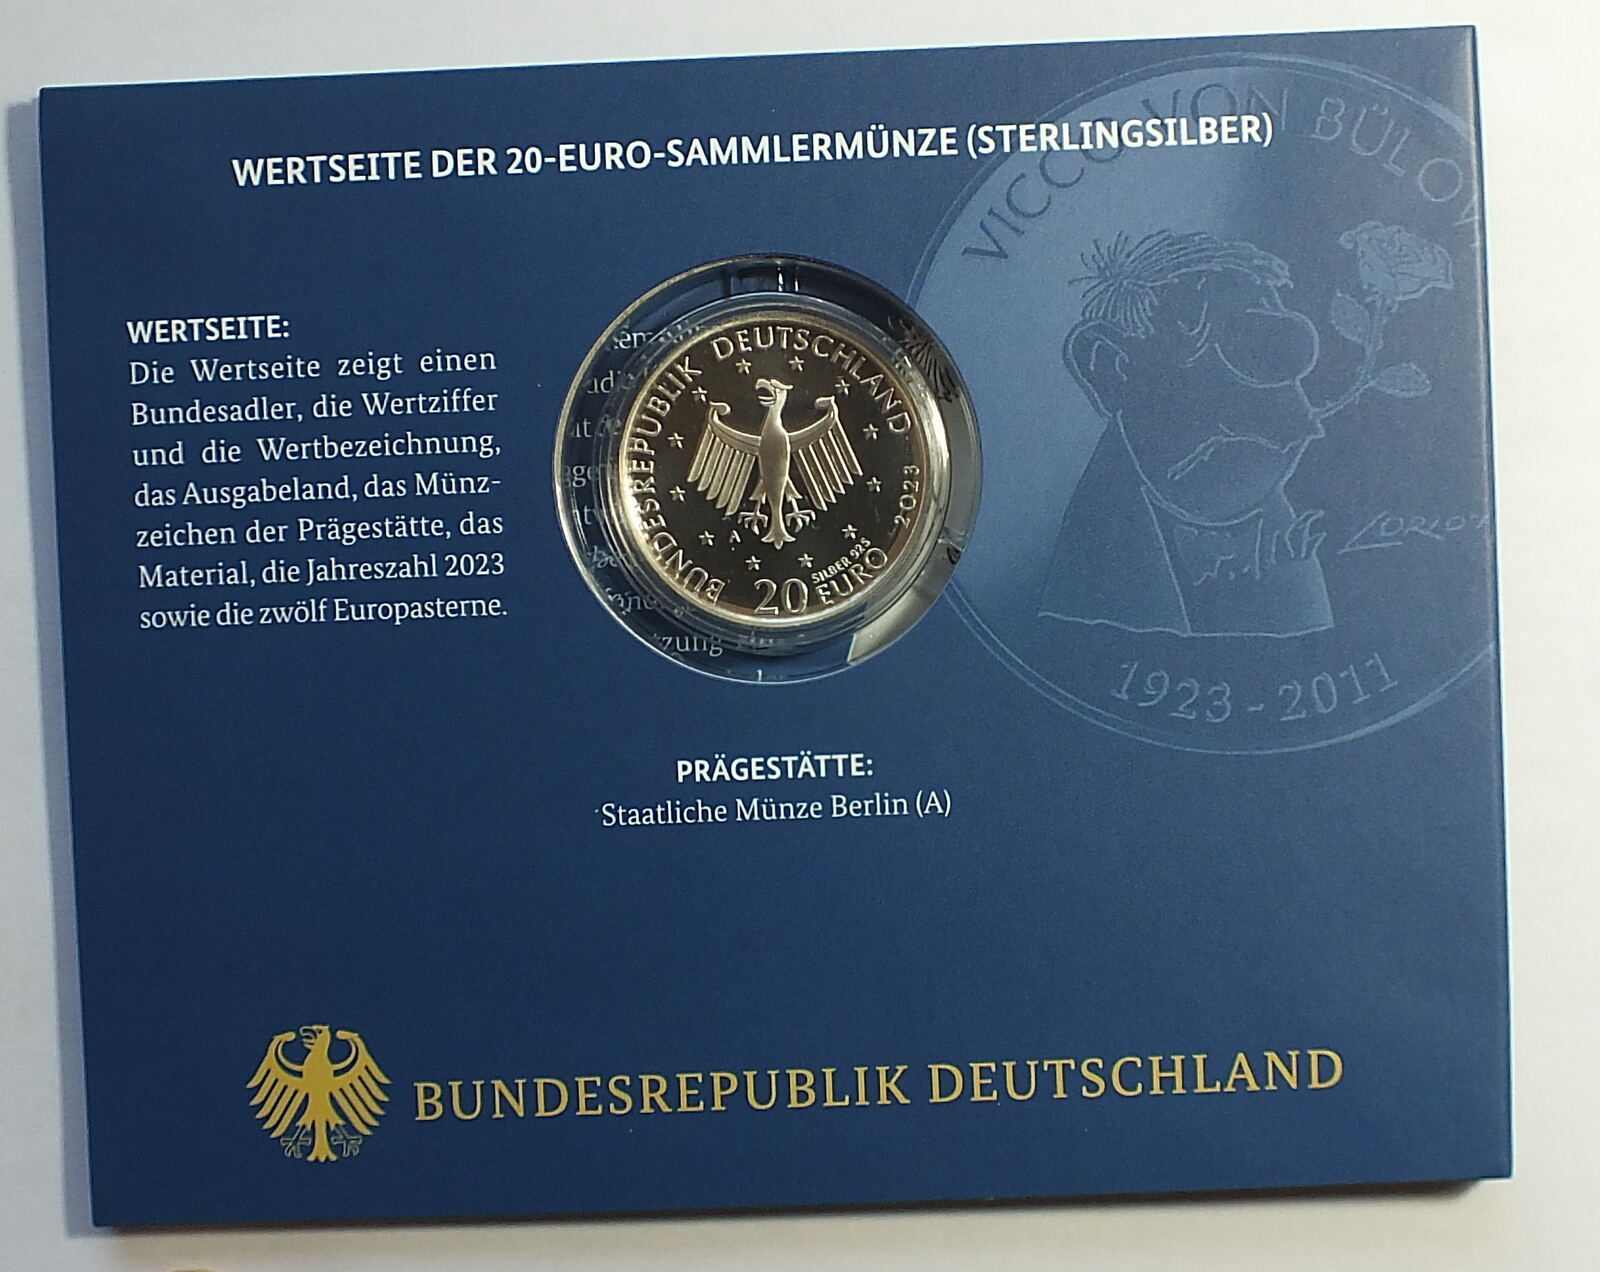 WERTSEITE DER 20-EURO-SAMMLERMÜNZE (STERLINGSILBER)
VICCO VON BÜLOW
WERTSEITE:
Die Wertseite zeigt einen
Bundesadler, die Wertziffer
und die Wertbezeichnung,
das Ausgabeland, das Münz-
zeichen der Prägestätte, das
Material, die Jahreszahl 2023
sowie die zwölf Europasterne.
BUNDESREPUBLIK DEUTSCHLAND
2023
A
SILBER 925
20 EURO
zung
LORIOT
1923 - 2011
PRÄGESTÄTTE:
Staatliche Münze Berlin (A)
BUNDESREPUBLIK DEUTSCHLAND